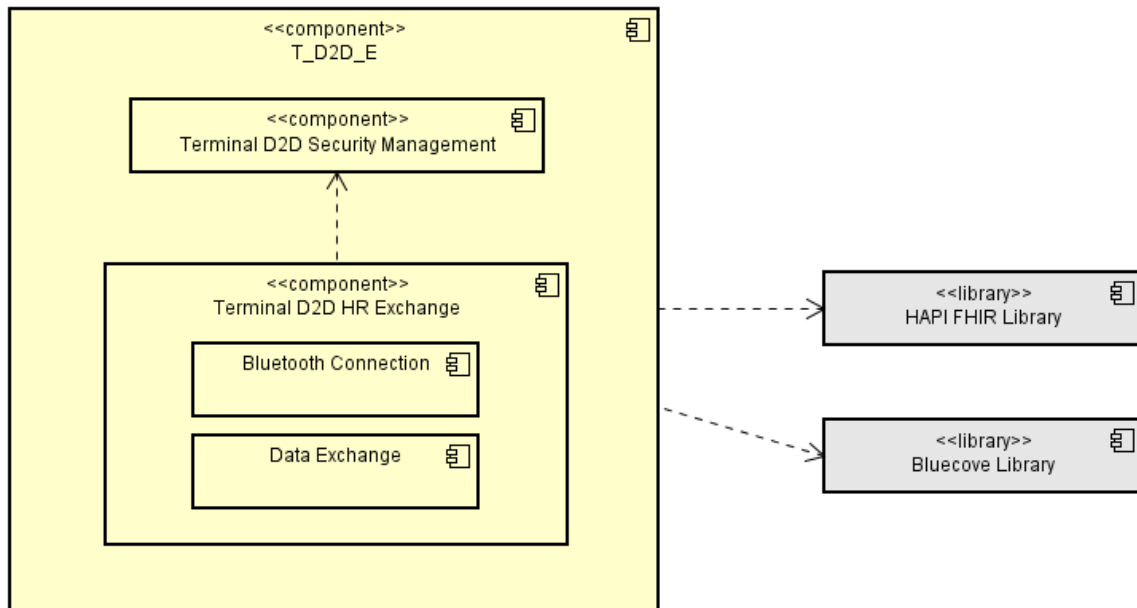 <<component>>
T_D2D_E
<<component>>
Terminal D2D Security Management
<<component>>
Terminal D2D HR Exchange
Bluetooth Connection
Data Exchange
<<library>>
HAPI FHIR Library
<<library>>
Bluecove Library